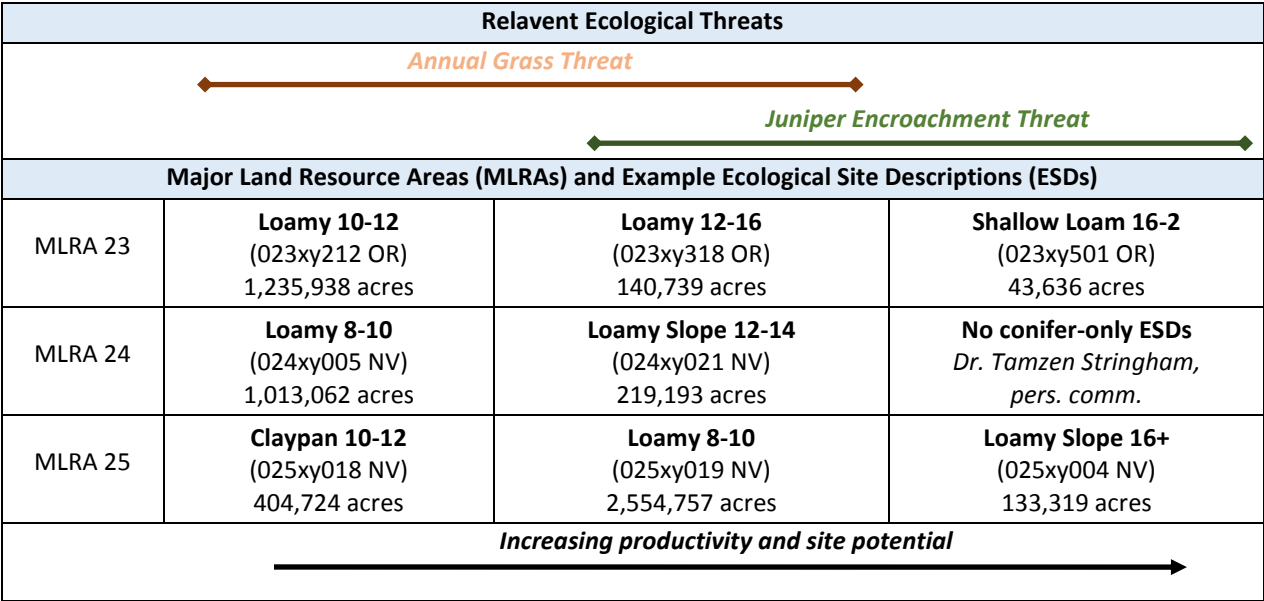 Relavent Ecological Threats
Annual Grass Threat
Juniper Encroachment Threat
Major Land Resource Areas (MLRAs) and Example Ecological Site Descriptions (ESDs)
MLRA 23
Loamy 10-12
(023xy212 OR)
1,235,938 acres
Loamy 12-16
(023xy318 OR)
140,739 acres
Shallow Loam 16-2
(023xy501 OR)
43,636 acres
MLRA 24
Loamy 8-10
(024xy005 NV)
1,013,062 acres
Loamy Slope 12-14
(024xy021 NV)
219,193 acres
No conifer-only ESDs
Dr. Tamzen Stringham,
pers. comm.
MLRA 25
Claypan 10-12
(025xy018 NV)
404,724 acres
Loamy 8-10
(025xy019 NV)
2,554,757 acres
Loamy Slope 16+
(025xy004 NV)
133,319 acres
Increasing productivity and site potential